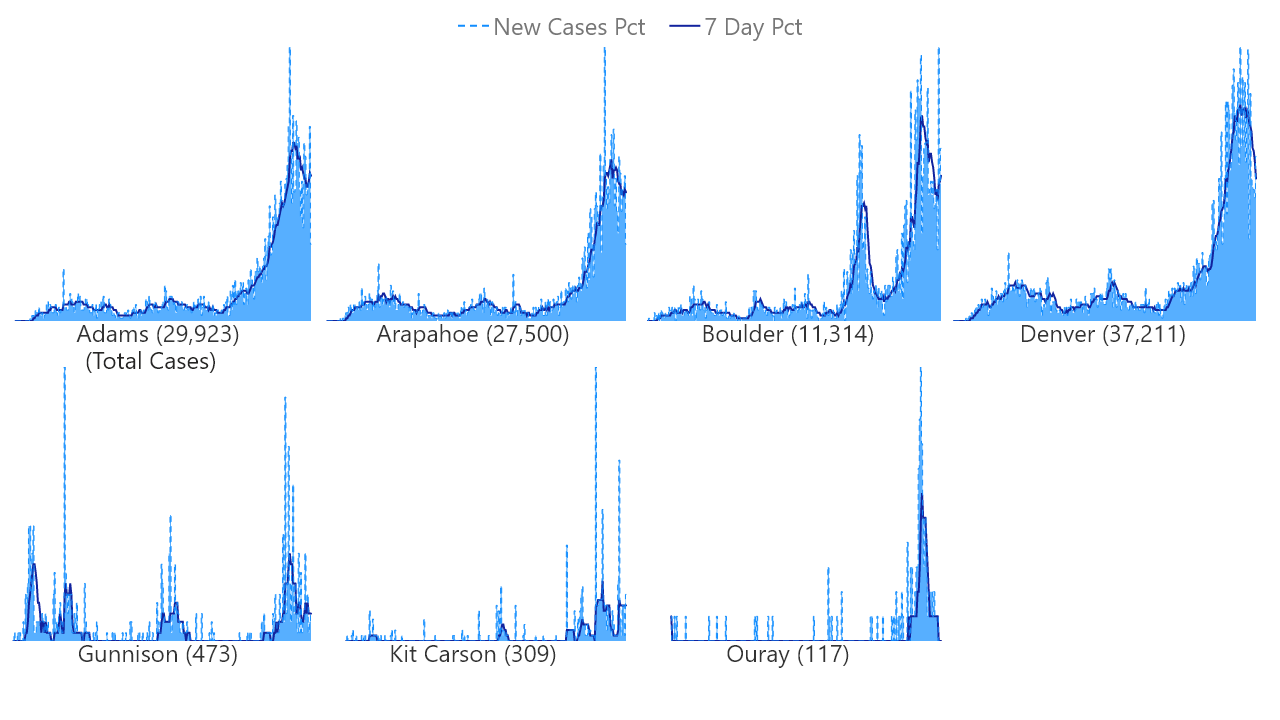 New Cases Pct 7 Day Pct
Adams (29,923) Arapahoe (27,500) Boulder (11,314) Denver (37,211)
(Total Cases)
Gunnison (473) Kit Carson (309) Ouray (117)